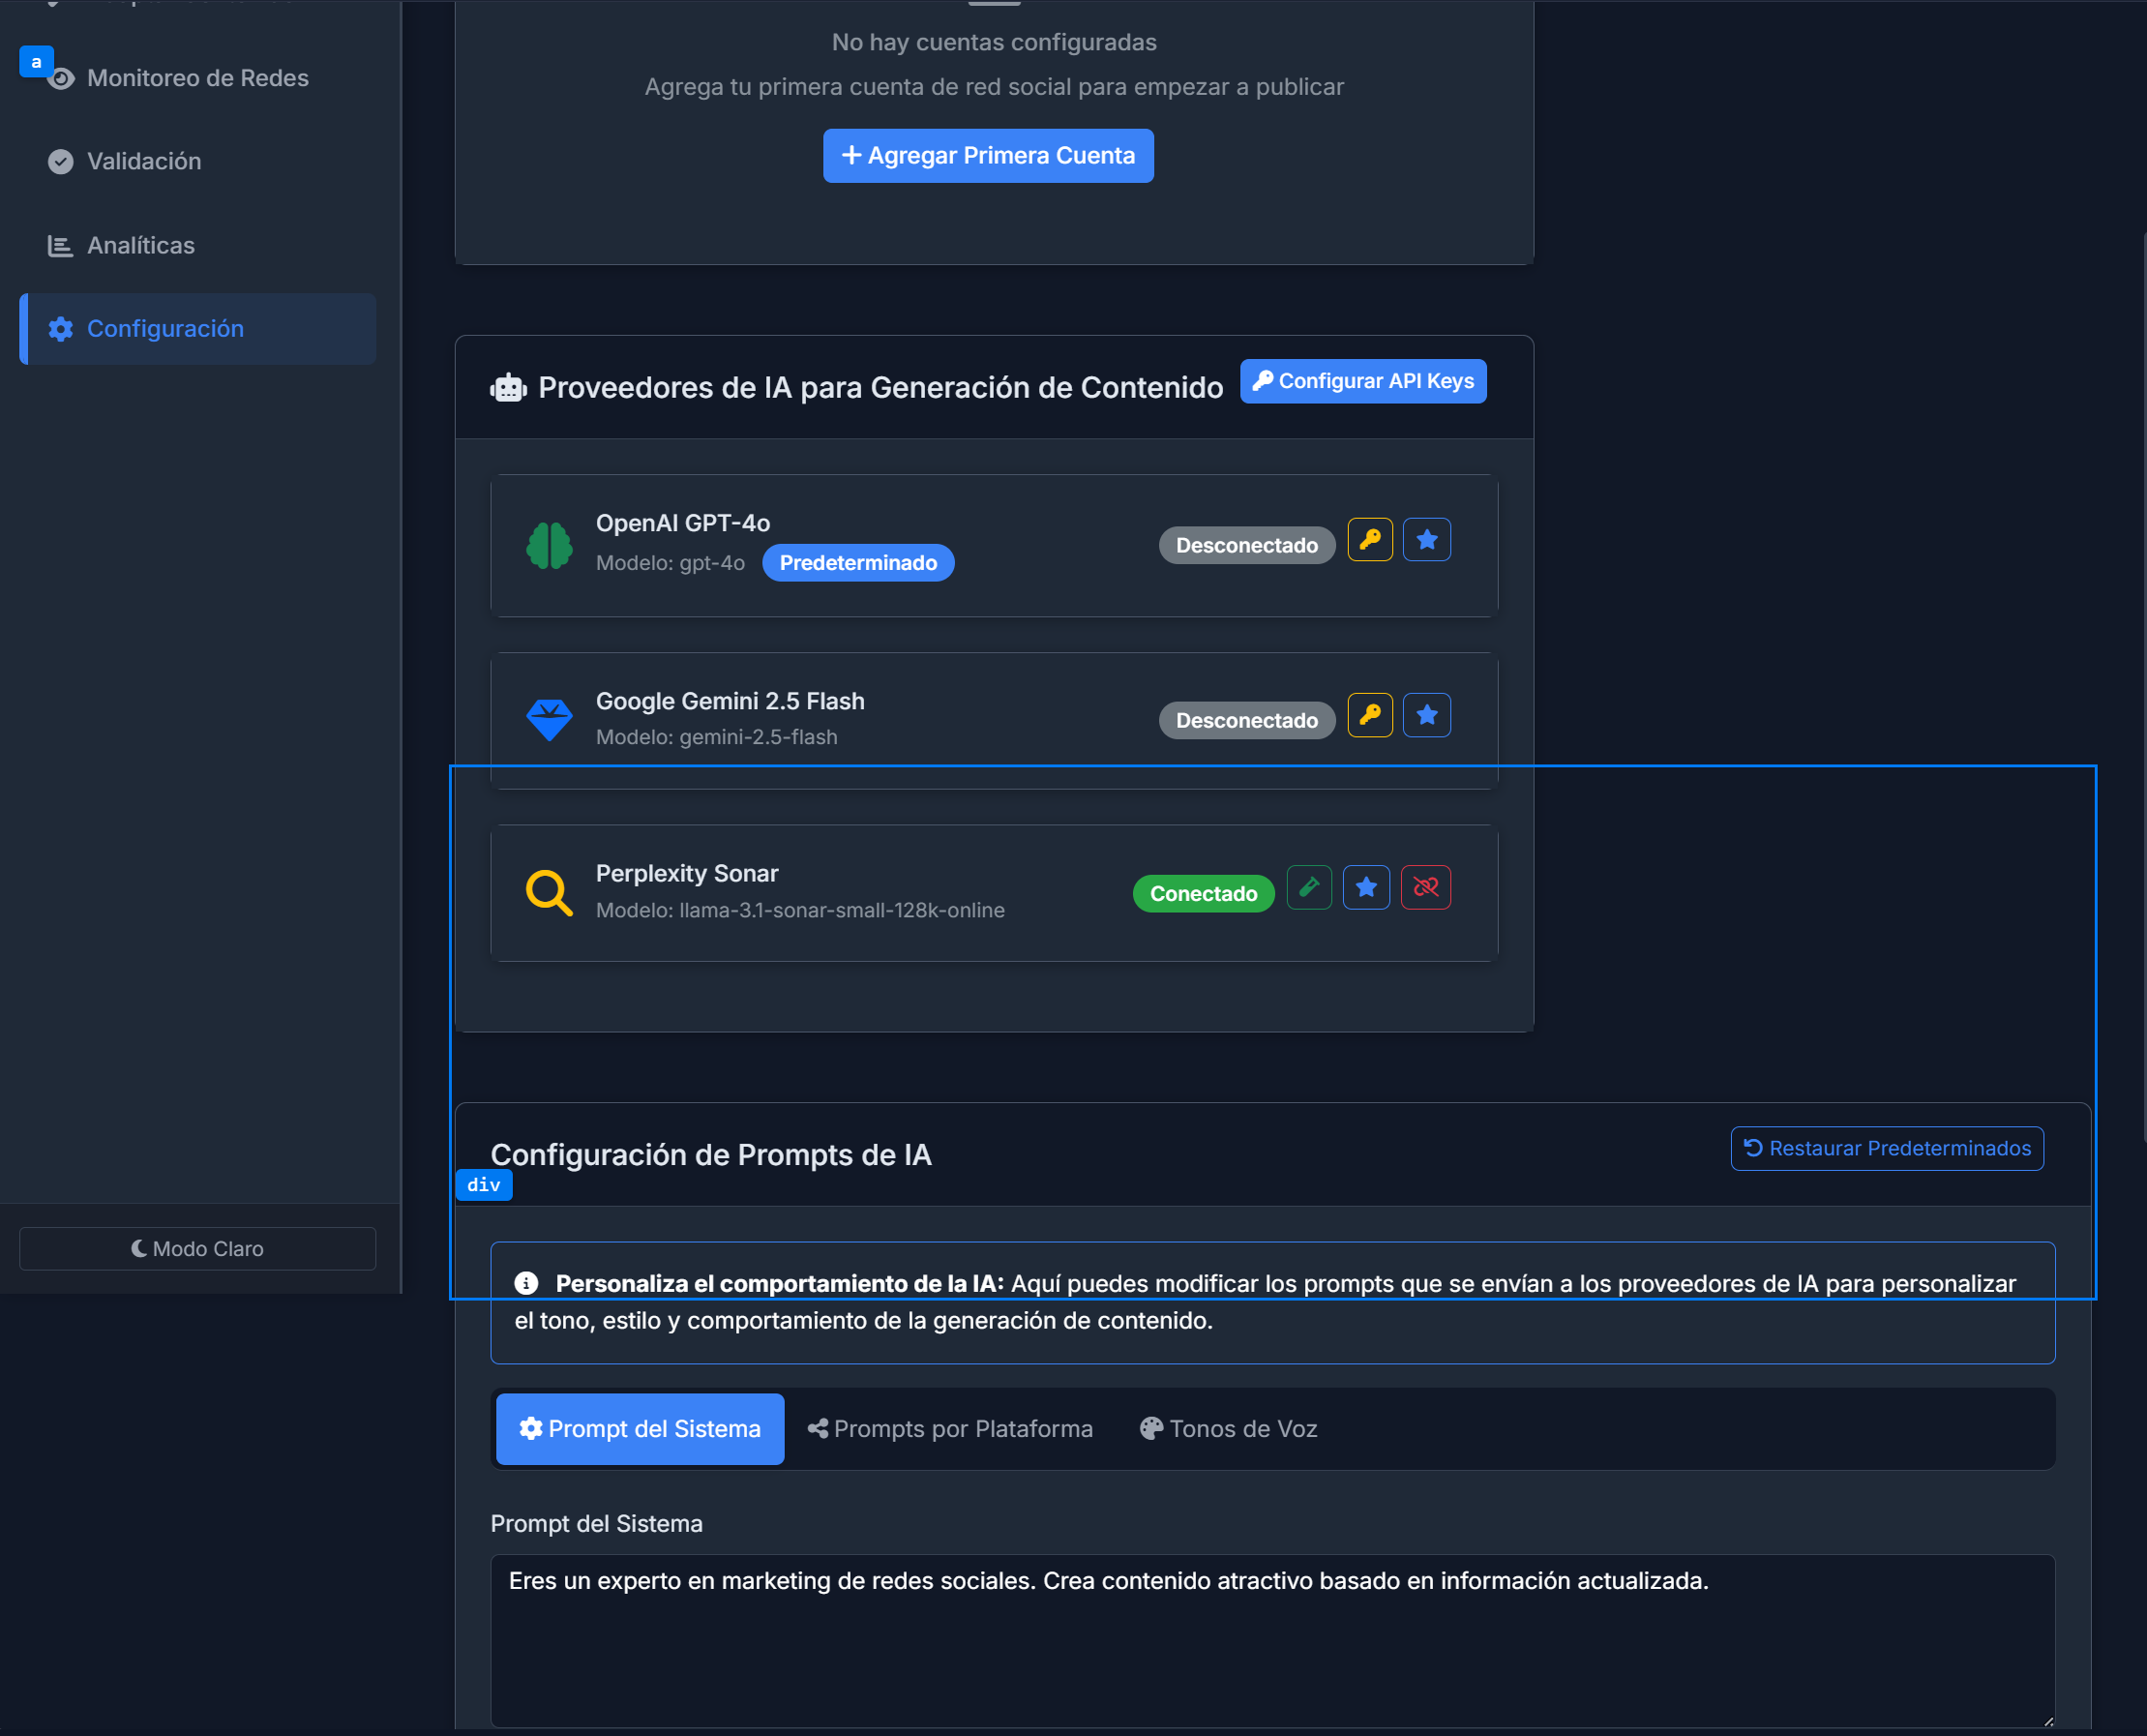 a
Monitoreo de Redes
Validación
Analíticas
Configuración
Modo Claro
No hay cuentas configuradas
Agrega tu primera cuenta de red social para empezar a publicar
+ Agregar Primera Cuenta
Proveedores de IA para Generación de Contenido
Configurar API Keys
OpenAI GPT-4o
Modelo: gpt-4o
Predeterminado
Desconectado
Google Gemini 2.5 Flash
Modelo: gemini-2.5-flash
Desconectado
Perplexity Sonar
Modelo: llama-3.1-sonar-small-128k-online
Conectado
Configuración de Prompts de IA
Restaurar Predeterminados
div
Personaliza el comportamiento de la IA: Aquí puedes modificar los prompts que se envían a los proveedores de IA para personalizar
el tono, estilo y comportamiento de la generación de contenido.
Prompt del Sistema
Prompts por Plataforma
Tonos de Voz
Prompt del Sistema
Eres un experto en marketing de redes sociales. Crea contenido atractivo basado en información actualizada.